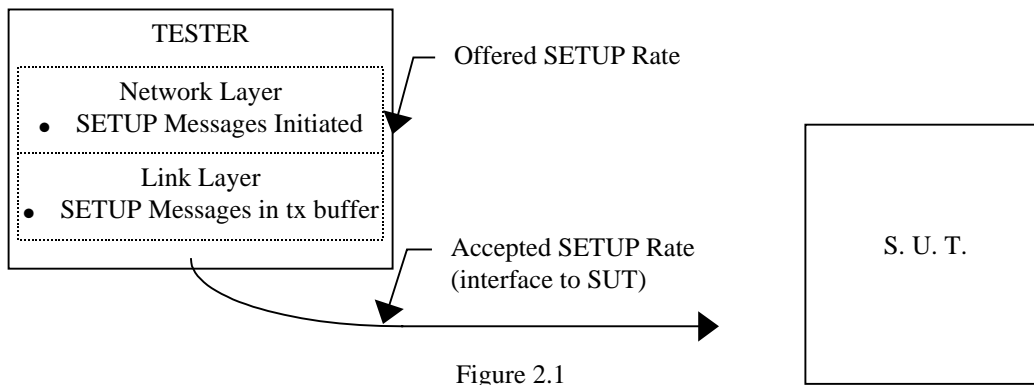 TESTER
Offered SETUP Rate
Network Layer
● SETUP Messages Initiated
Link Layer
● SETUP Messages in tx buffer
Accepted SETUP Rate
(interface to SUT)
S. U. T.
Figure 2.1